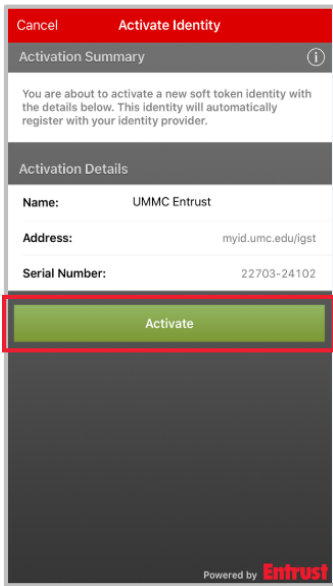 Cancel Activate Identity
Activation Summary
You are about to activate a new soft token identity with
the details below. This identity will automatically
register with your identity provider.
Activation Details
Name: UMMC Entrust
Address: myid.umc.edu/igst
Serial Number: 22703-24102
Activate
Powered by Entrust